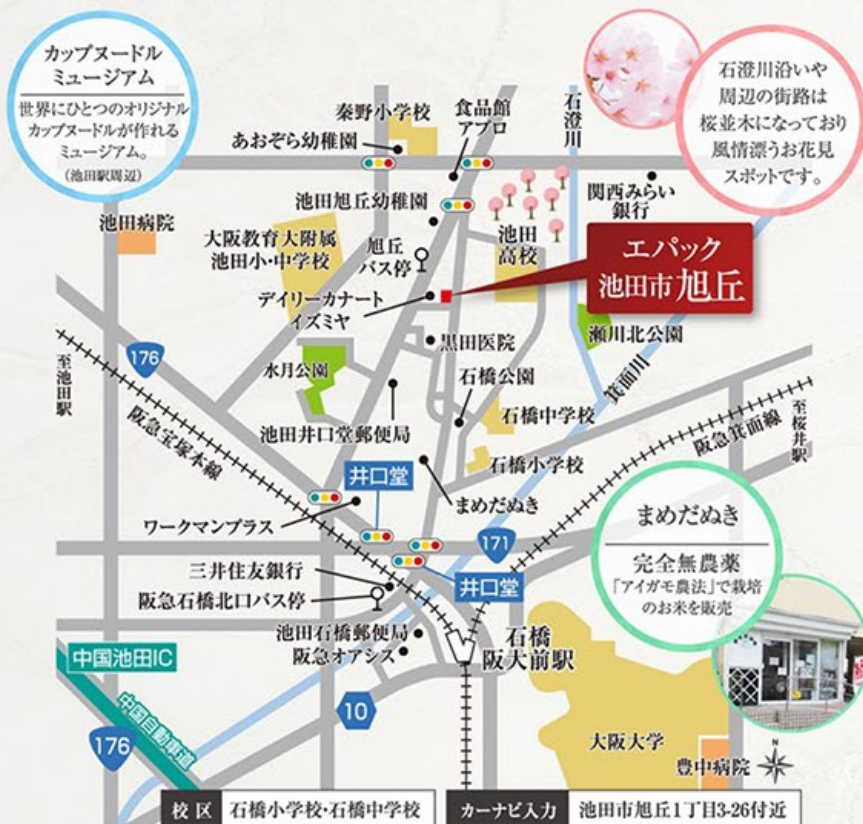 カップヌードル
ミュージアム
世界にひとつのオリジナル
カップヌードルが作れる
ミュージアム。
(池田駅周辺)
石澄川沿いや
周辺の街路は
桜並木になっており
風情漂うお花見
スポットです。
秦野小学校
あおぞら幼稚園
食品館
アプロ
石澄川
関西みらい
銀行
池田旭丘幼稚園
池田病院
大阪教育大附属
池田小・中学校
旭丘
バス停
池田
高校
エパック
池田市旭丘
デイリーカナート
イズミヤ
瀬川北公園
黒田医院
176
至池田駅
水月公園
石橋公園
箕面川
石橋中学校
阪急宝塚本線
池田井口堂郵便局
阪急箕面線
至桜井駅
石橋小学校
井口堂
まめだぬき
ワークマンプラス
171
まめだぬき
完全無農薬
「アイガモ農法」で栽培
のお米を販売
三井住友銀行
井口堂
阪急石橋北口バス停
池田石橋郵便局
阪急オアシス
石橋
阪大前駅
中国池田IC
中国自動車道
10
176
大阪大学
豊中病院
N
校区 石橋小学校・石橋中学校
カーナビ入力 池田市旭丘1丁目3-26付近